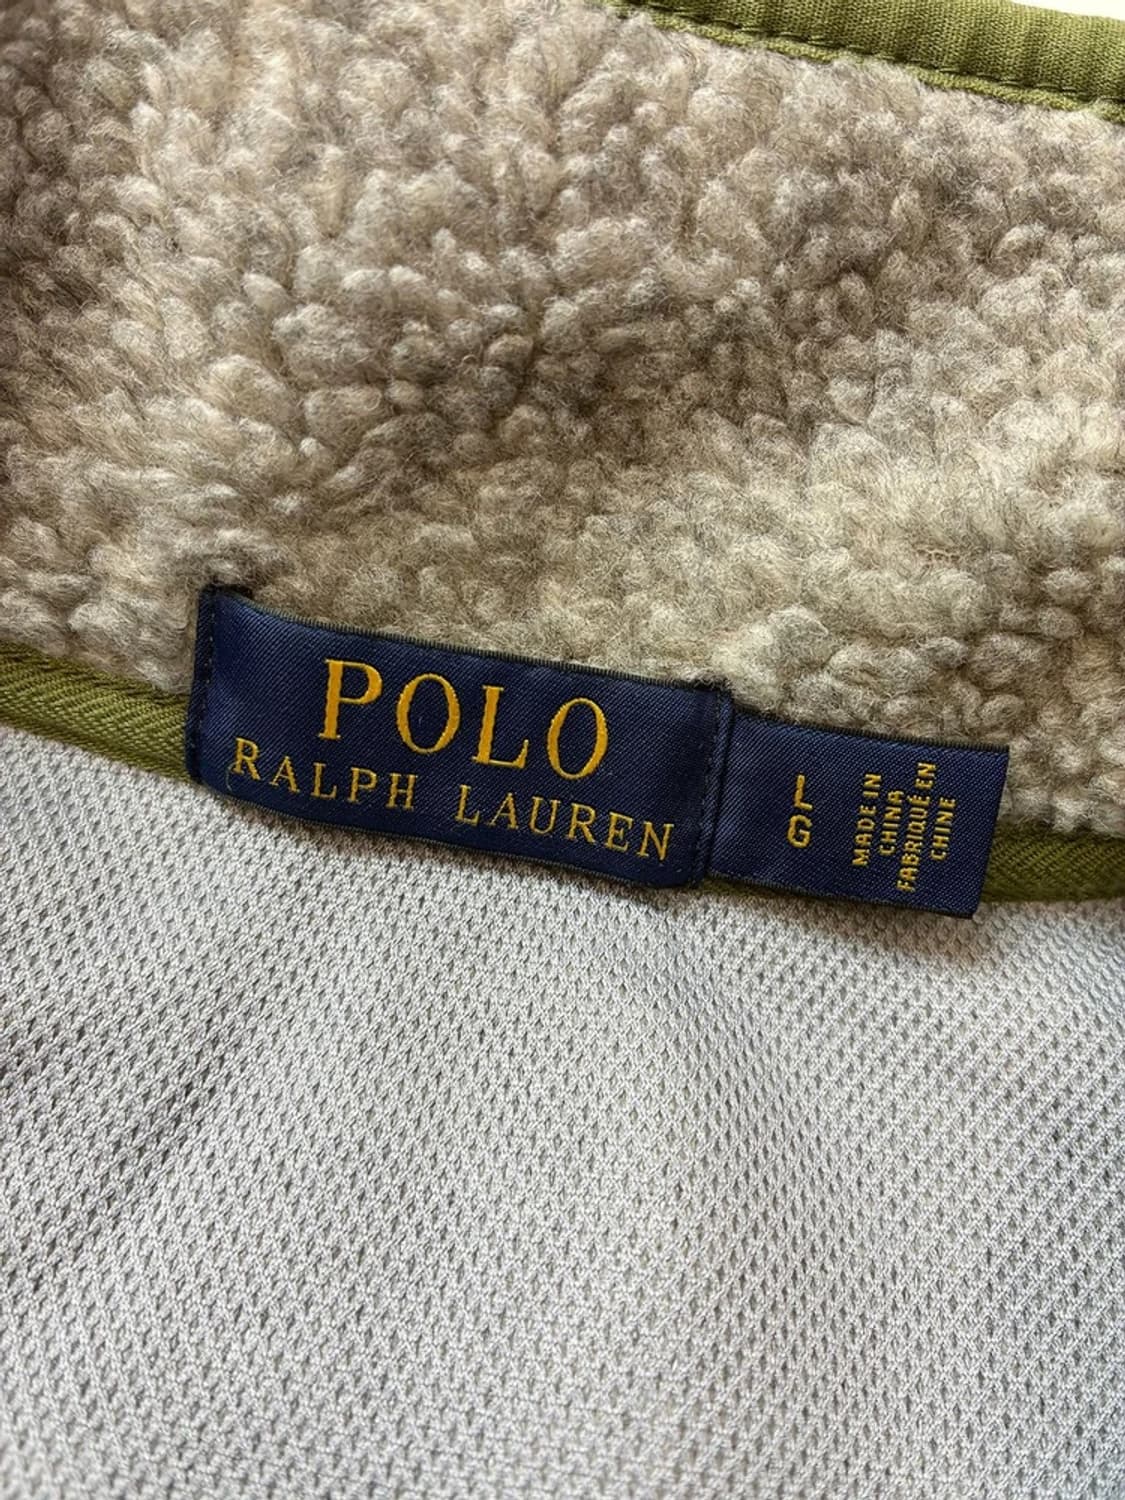 POLO
RALPH LAUREN
L
G
MADE IN
CHINA
FABRIQUÉ EN
CHINE